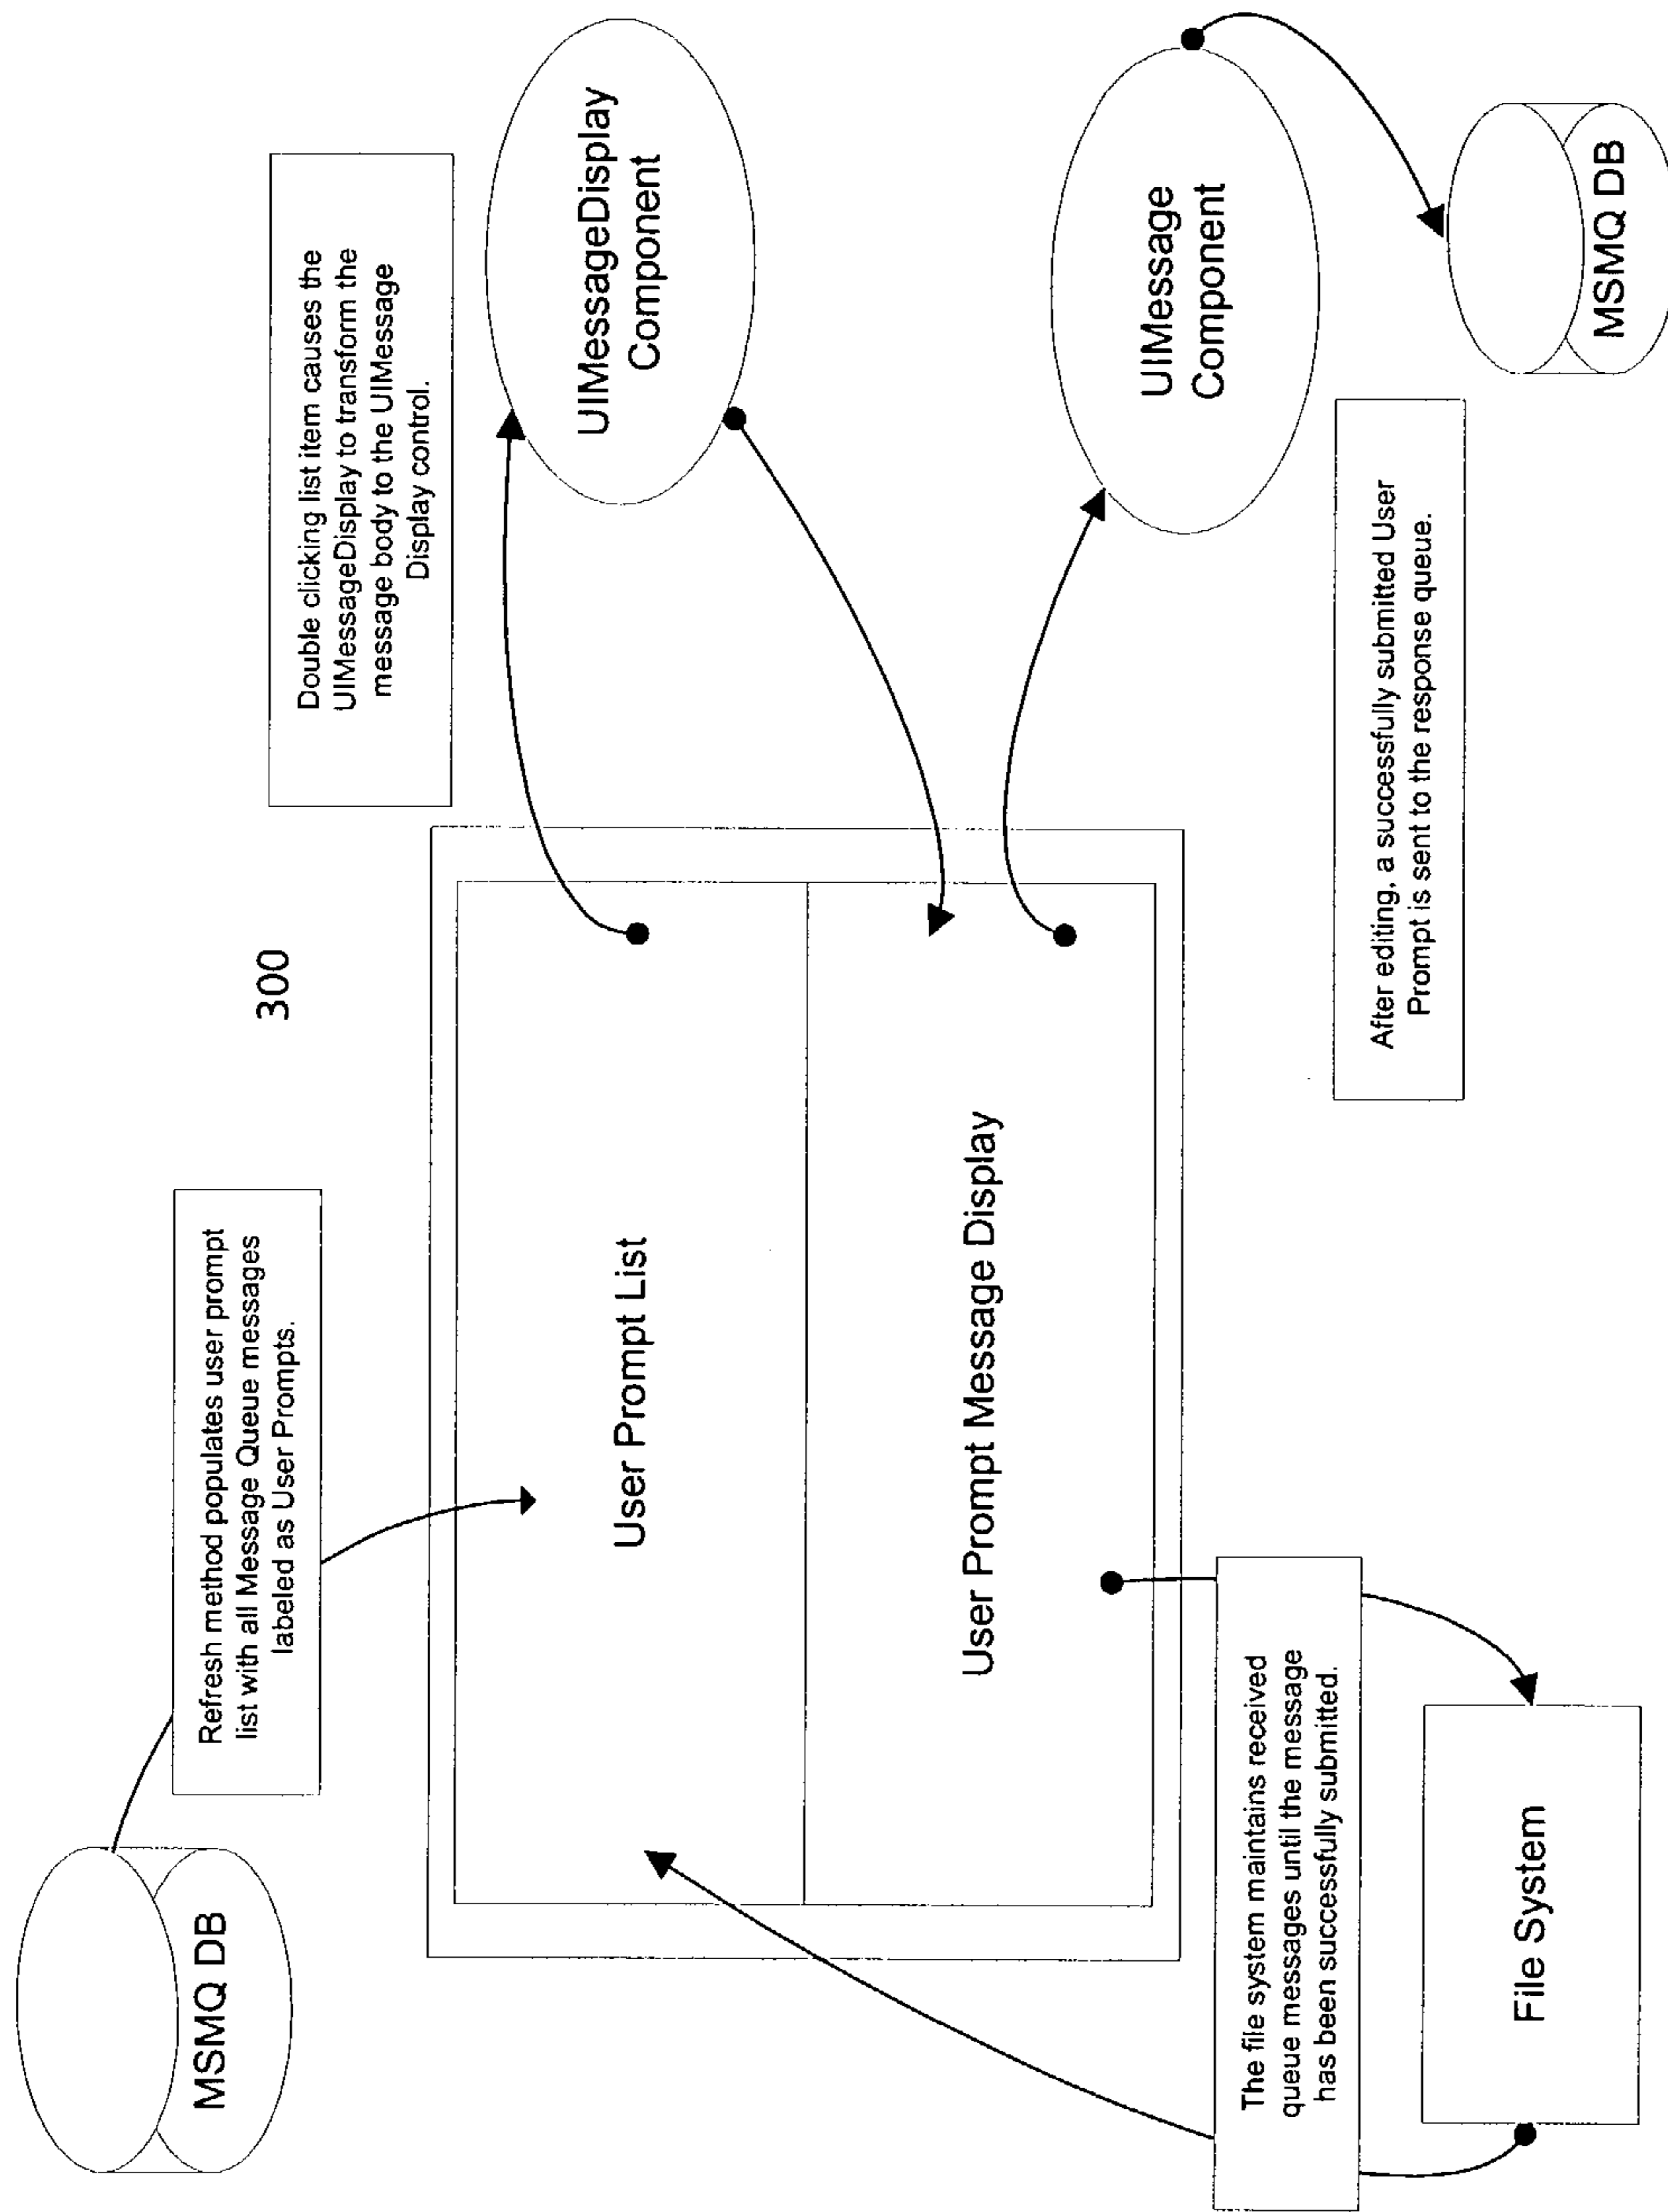 300
MSMQ DB
Refresh method populates user prompt
list with all Message Queue messages
labeled as User Prompts.
Double clicking list item causes the
UIMessageDisplay to transform the
message body to the UIMessage
Display control.
UIMessageDisplay
Component
User Prompt List
User Prompt Message Display
UIMessage
Component
The file system maintains received
queue messages until the message
has been successfully submitted.
After editing, a successfully submitted User
Prompt is sent to the response queue.
File System
MSMQ DB